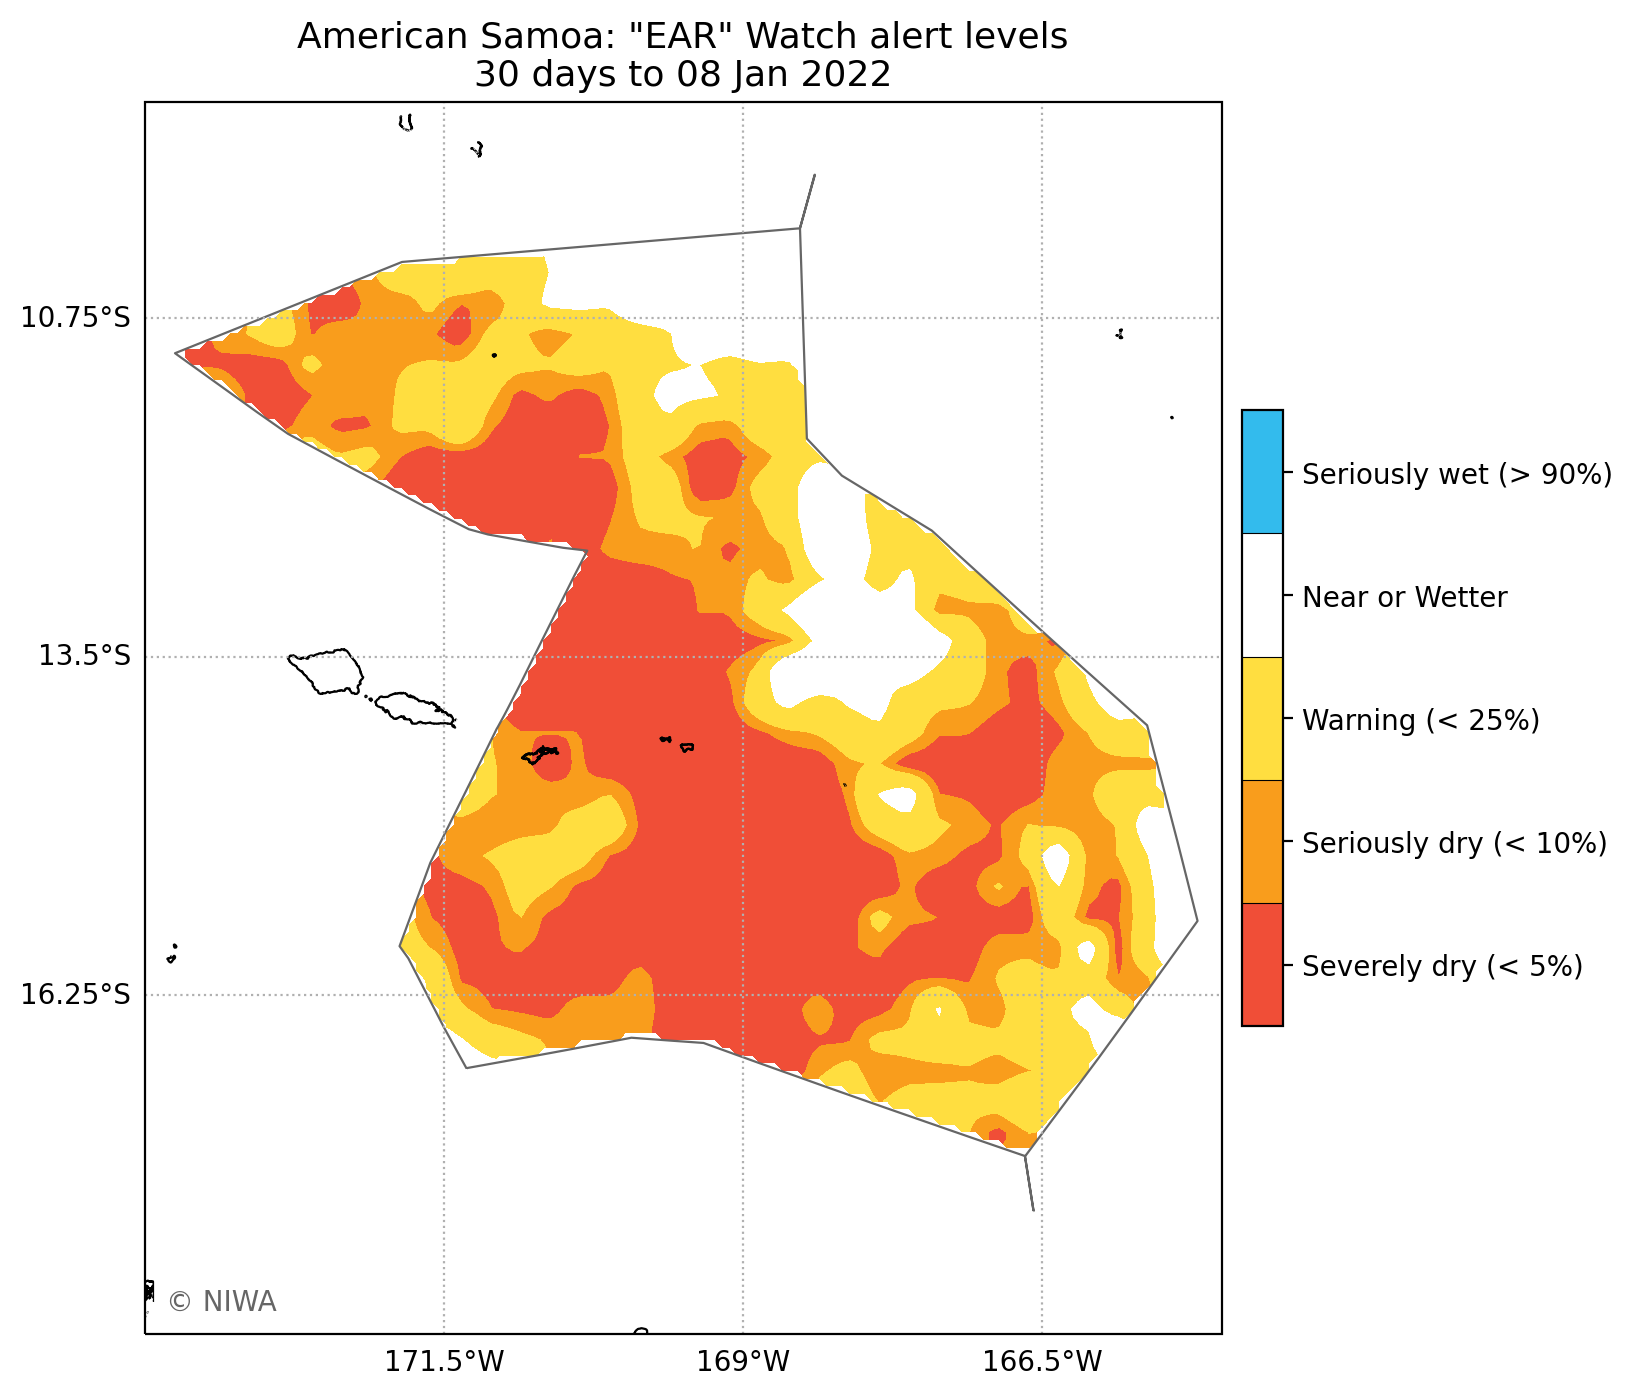 American Samoa: "EAR" Watch alert levels
30 days to 08 Jan 2022
10.75°S
13.5°S
16.25°S
171.5°W
169°W
166.5°W
Seriously wet (> 90%)
Near or Wetter
Warning (< 25%)
Seriously dry (< 10%)
Severely dry (< 5%)
© NIWA